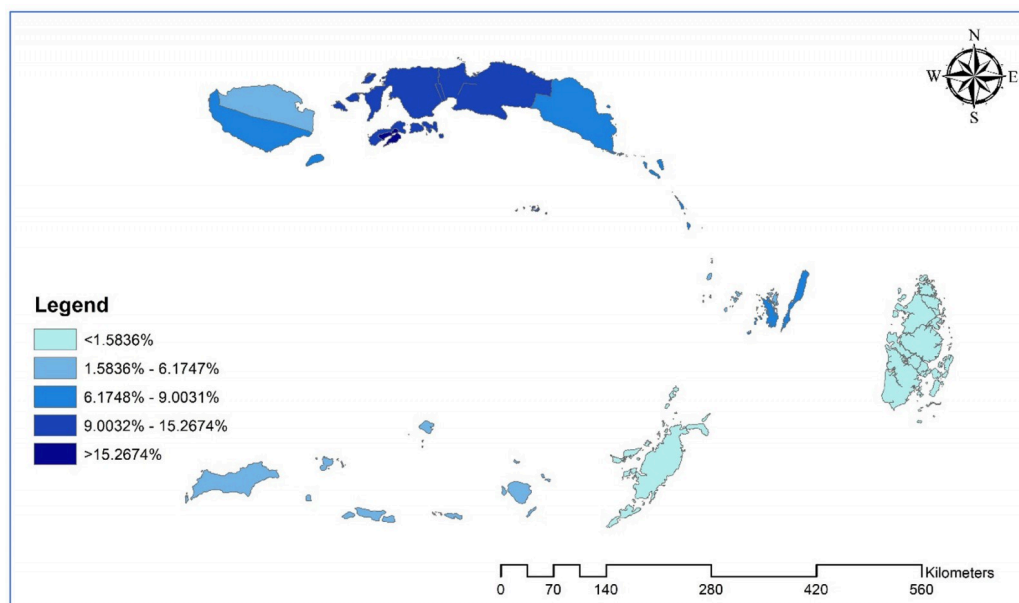 N
W E
S
Legend
<1.5836%
1.5836% - 6.1747%
6.1748% - 9.0031%
9.0032% - 15.2674%
>15.2674%
Kilometers
0 70 140 280 420 560